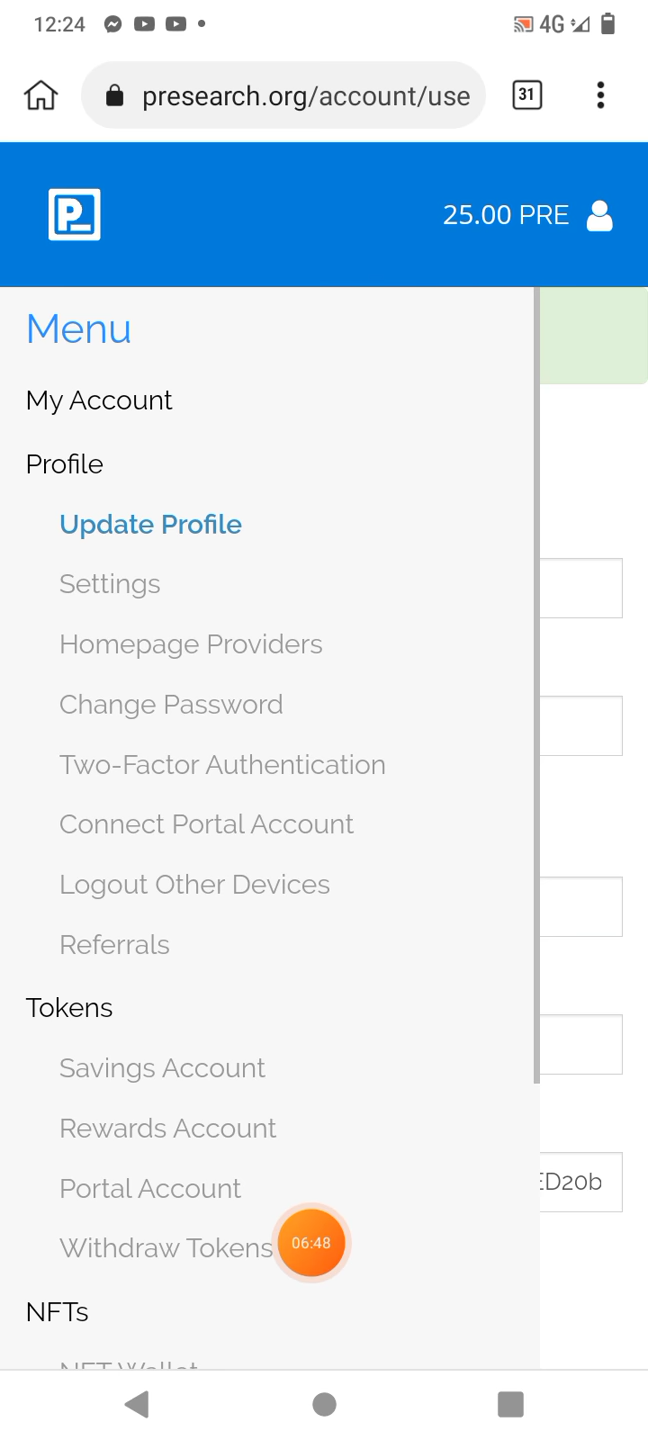 12:24
4G
presearch.org/account/use
31
25.00 PRE
Menu
My Account
Profile
Update Profile
Settings
Homepage Providers
Change Password
Two-Factor Authentication
Connect Portal Account
Logout Other Devices
Referrals
Tokens
Savings Account
Rewards Account
Portal Account
ED20b
Withdraw Tokens
06:48
NFTs
NFT Wallet